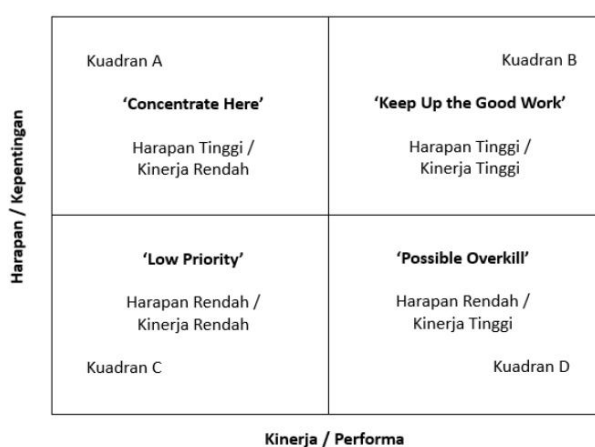 Harapan / Kepentingan
Kuadran A
‘Concentrate Here’
Harapan Tinggi /
Kinerja Rendah
Kuadran B
‘Keep Up the Good Work’
Harapan Tinggi /
Kinerja Tinggi
‘Low Priority’
Harapan Rendah /
Kinerja Rendah
Kuadran C
‘Possible Overkill’
Harapan Rendah /
Kinerja Tinggi
Kuadran D
Kinerja / Performa